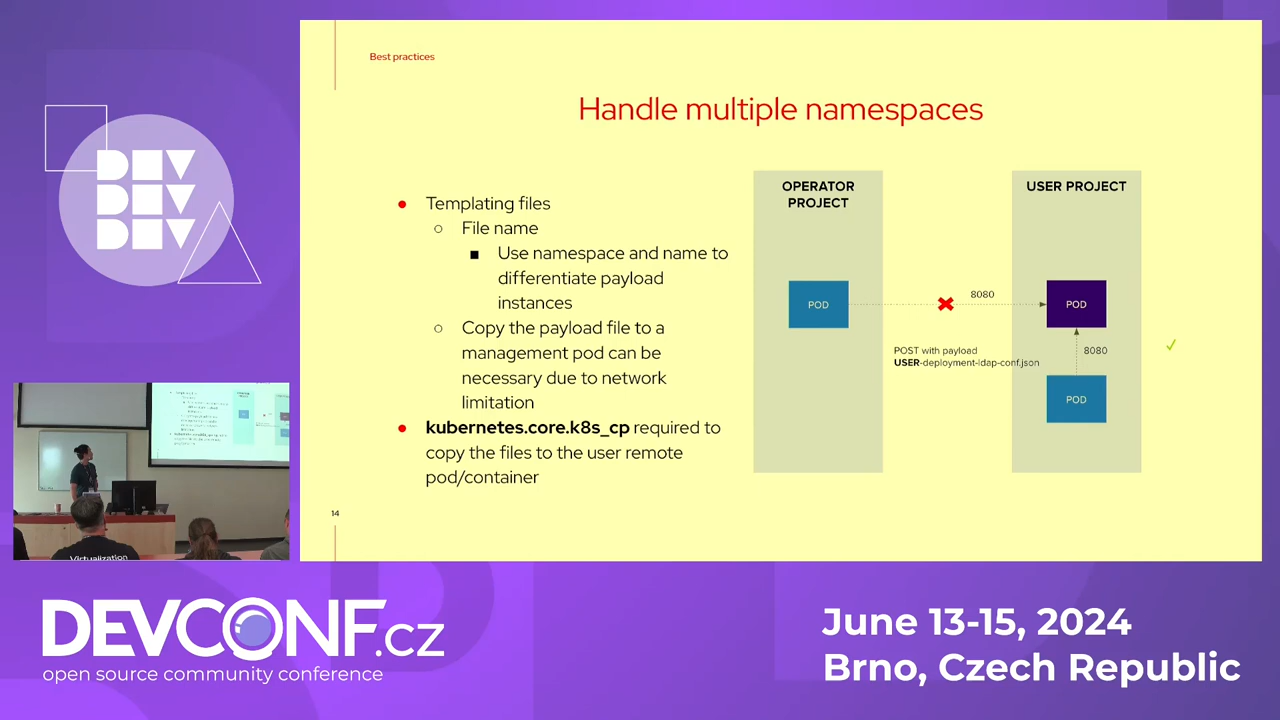 Best practices
Handle multiple namespaces
● Templating files
○ File name
■ Use namespace and name to
differentiate payload
instances
○ Copy the payload file to a
management pod can be
necessary due to network
limitation
● kubernetes.core.k8s_cp required to
copy the files to the user remote
pod/container
14
OPERATOR
PROJECT
USER PROJECT
POD
8080
POD
POST with payload
USER-deployment-ldap-conf.json
8080
POD
DEV
DEV
DEV
Virtualization
DEVCONF.cz
open source community conference
June 13-15, 2024
Brno, Czech Republic